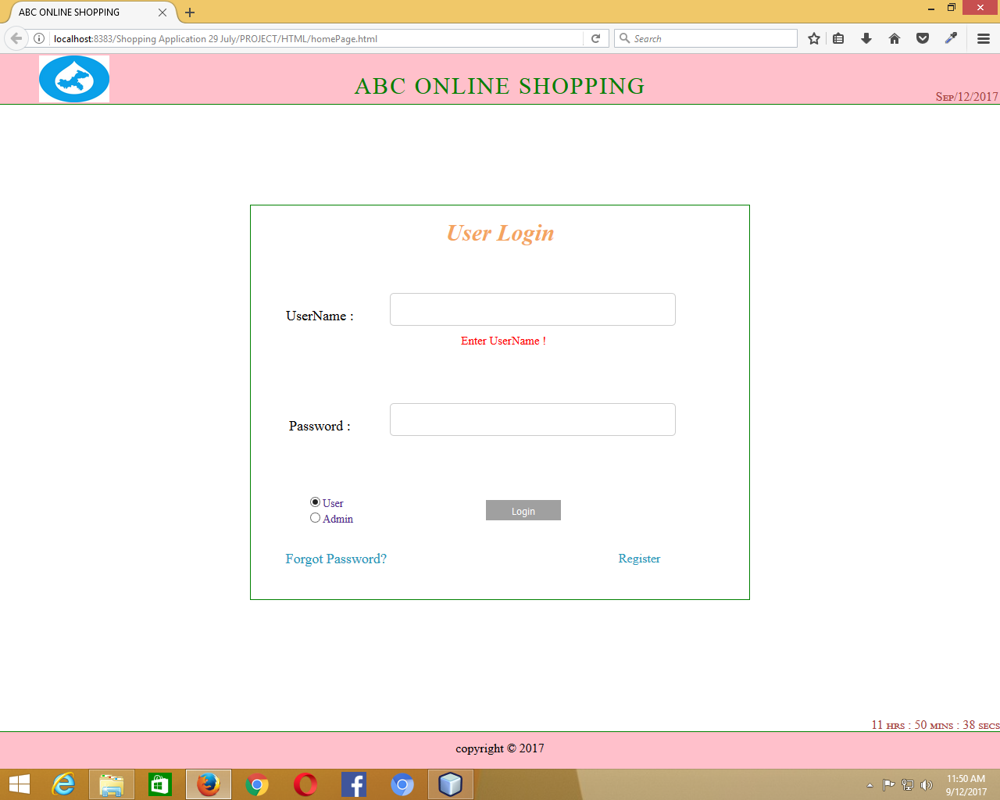 ABC ONLINE SHOPPING
localhost:8383/Shopping Application 29 July/PROJECT/HTML/homePage.html
Search
ABC ONLINE SHOPPING
Sep/12/2017
User Login
UserName :
Enter UserName !
Password :
User
Login
Admin
Forgot Password?
Register
11 hrs : 50 mins : 38 secs
copyright © 2017
11:50 AM
9/12/2017